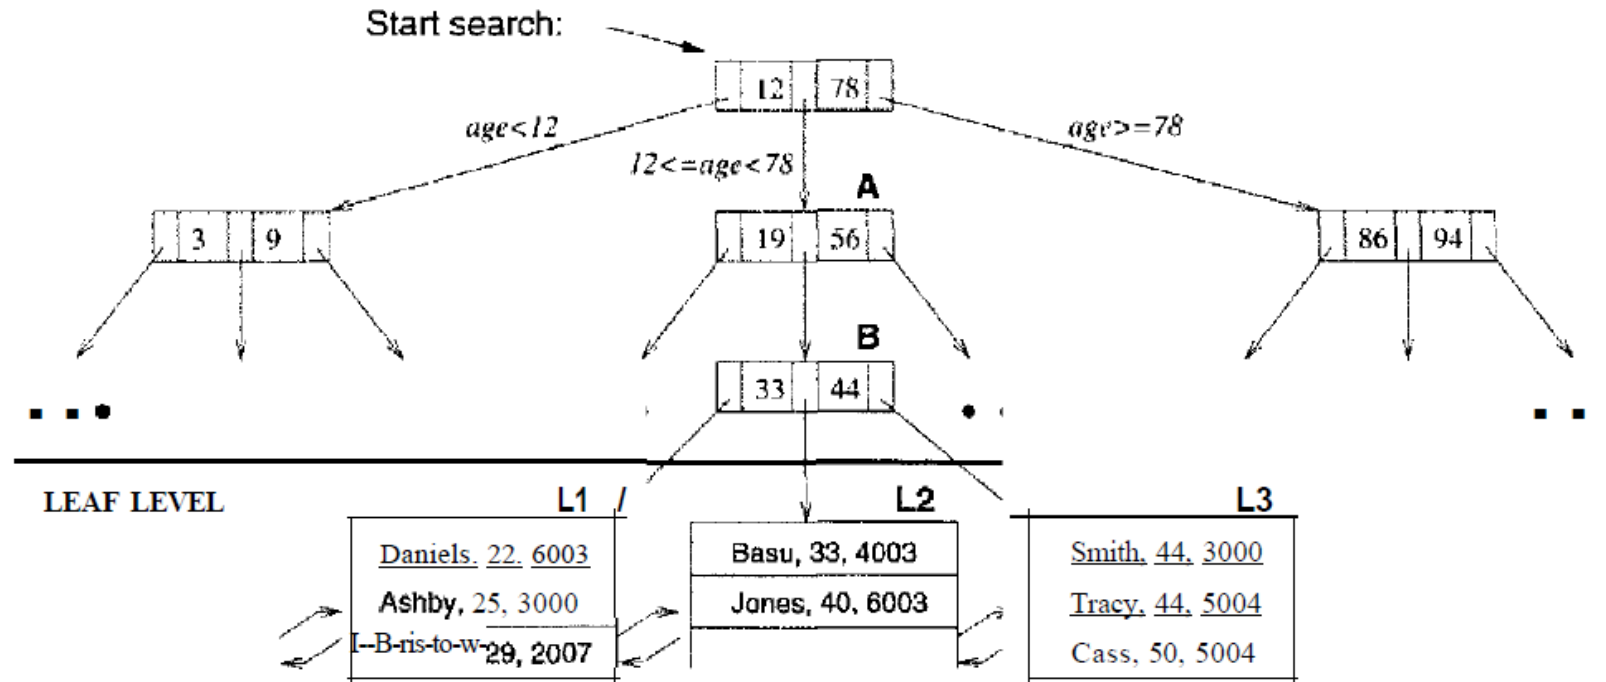 Start search:
12 78
age<12
12<=age<78
age>=78
A
3 9
19 56
86 94
B
33 44
LEAF LEVEL
L1
L2
L3
Daniels. 22. 6003
Ashby, 25, 3000
I--B-ris-to-w-29, 2007
Basu, 33, 4003
Jones, 40, 6003
Smith, 44, 3000
Tracy, 44, 5004
Cass, 50, 5004